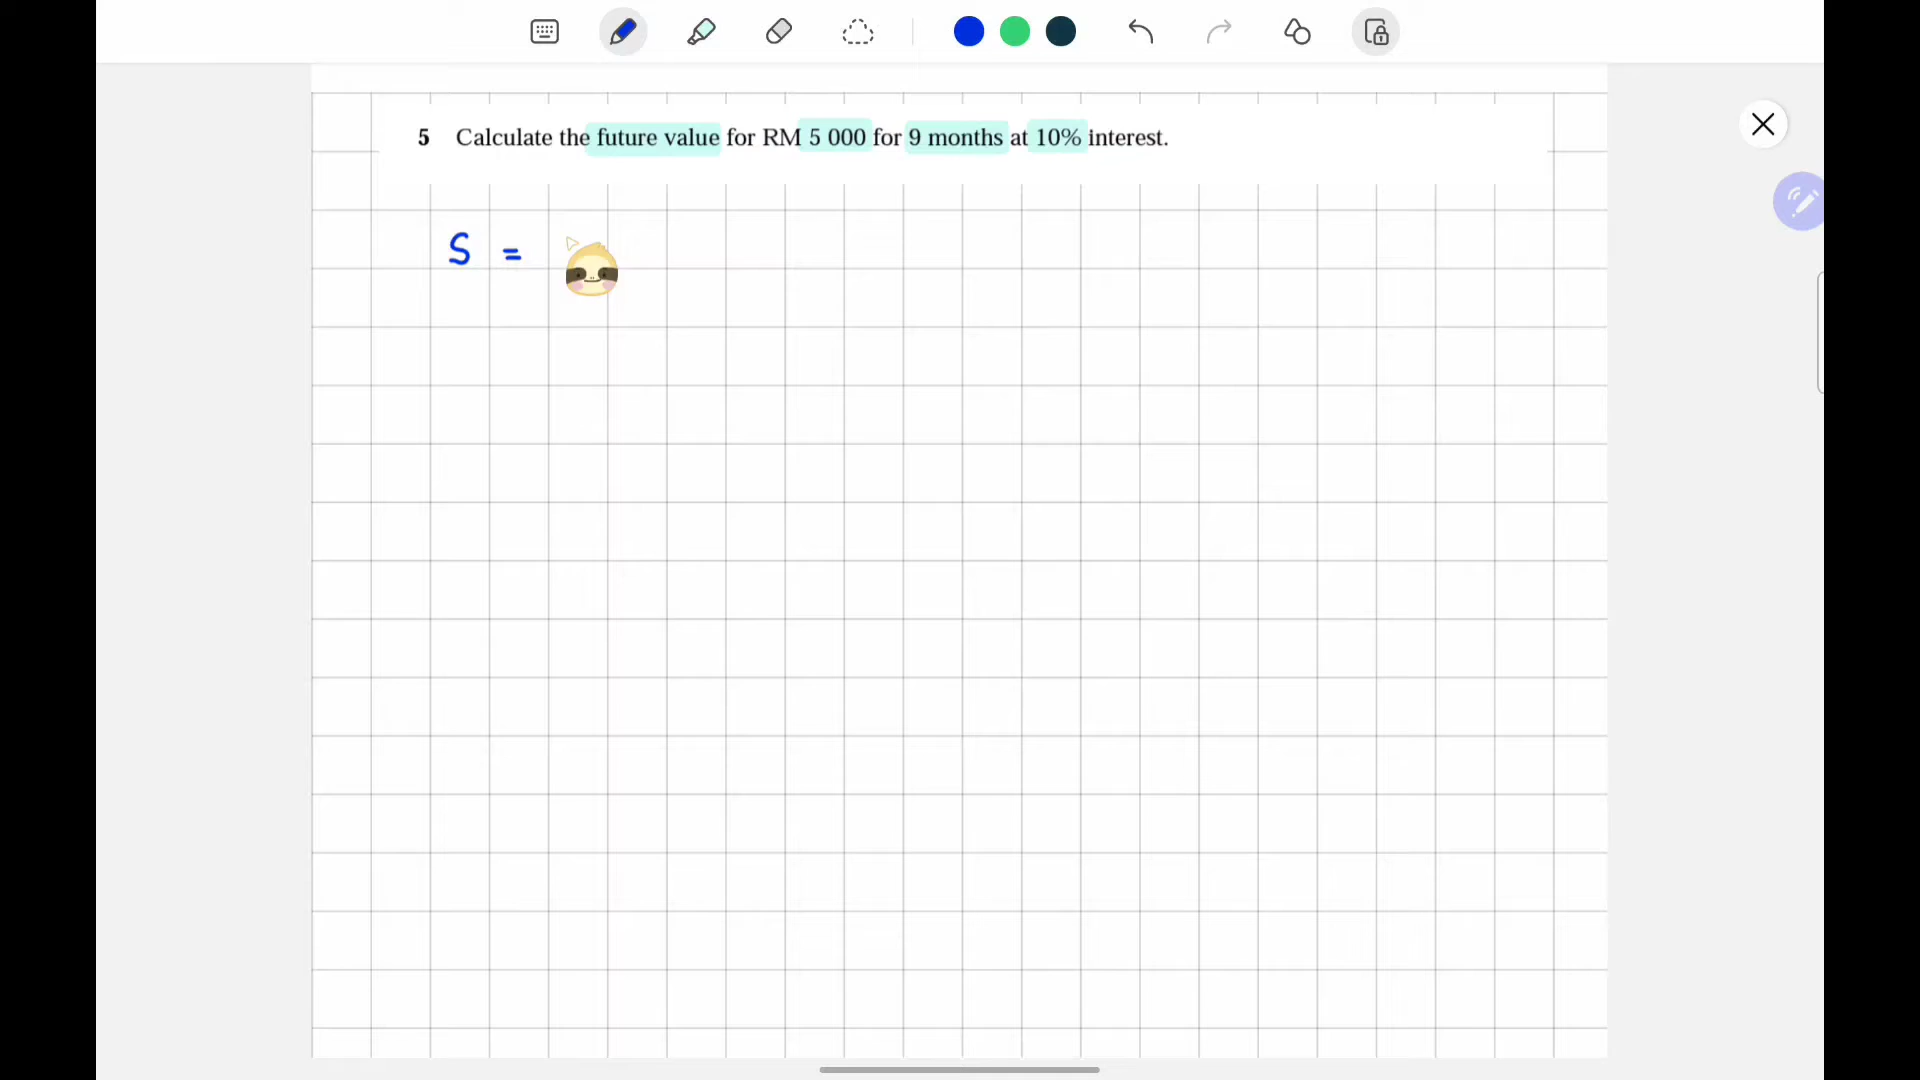 5 Calculate the future value for RM 5 000 for 9 months at 10% interest.
S =